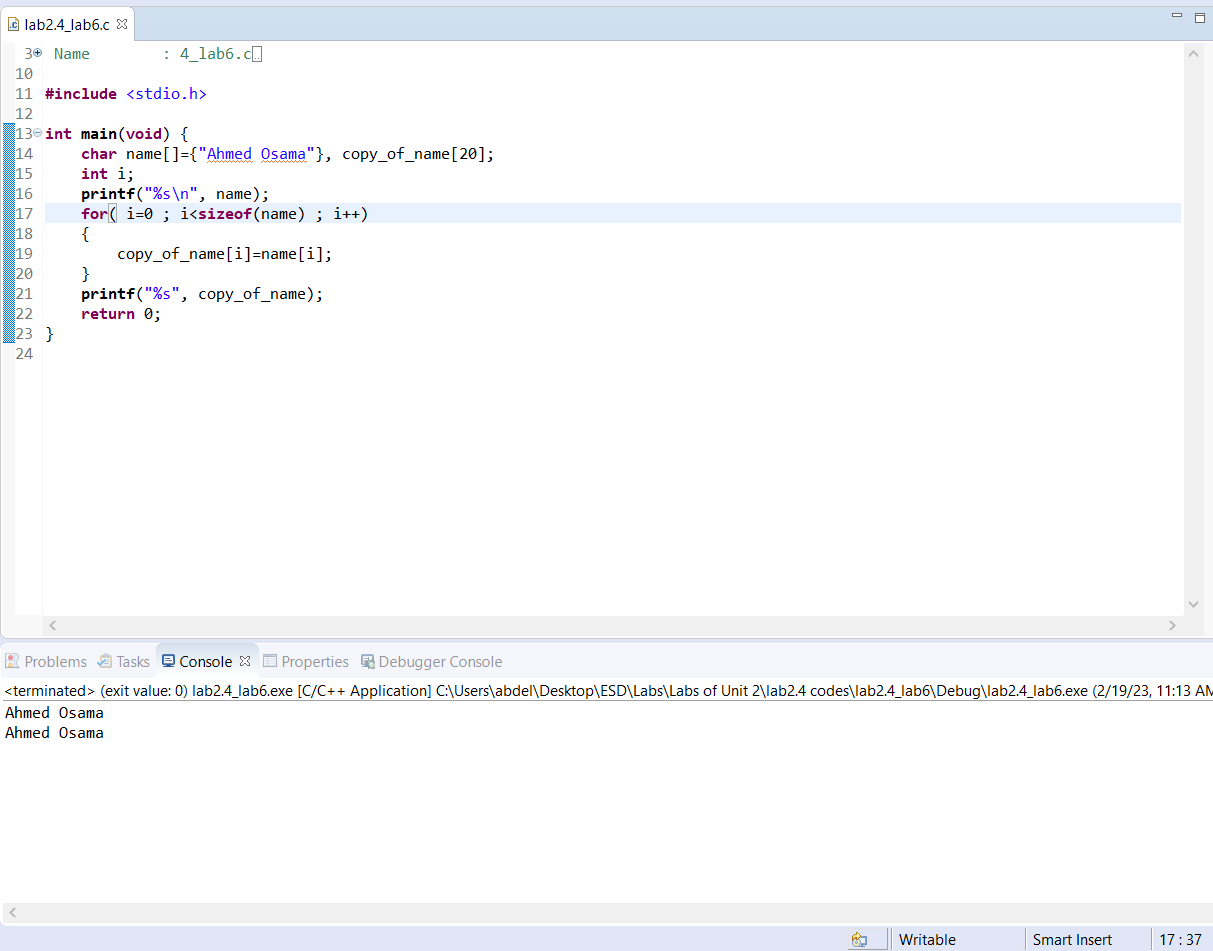 lab2.4_lab6.c
3 Name        : 4_lab6.c..
10
11 #include <stdio.h>
12
13 int main(void) {
14     char name[]={"Ahmed Osama"}, copy_of_name[20];
15     int i;
16     printf("%s\n", name);
17     for( i=0 ; i<sizeof(name) ; i++)
18     {
19         copy_of_name[i]=name[i];
20     }
21     printf("%s", copy_of_name);
22     return 0;
23 }
24
Problems Tasks Console Properties Debugger Console
<terminated> (exit value: 0) lab2.4_lab6.exe [C/C++ Application] C:\Users\abdel\Desktop\ESD\Labs\Labs of Unit 2\lab2.4 codes\lab2.4_lab6\Debug\lab2.4_lab6.exe (2/19/23, 11:13 AM
Ahmed Osama
Ahmed Osama
Writable Smart Insert 17 : 37